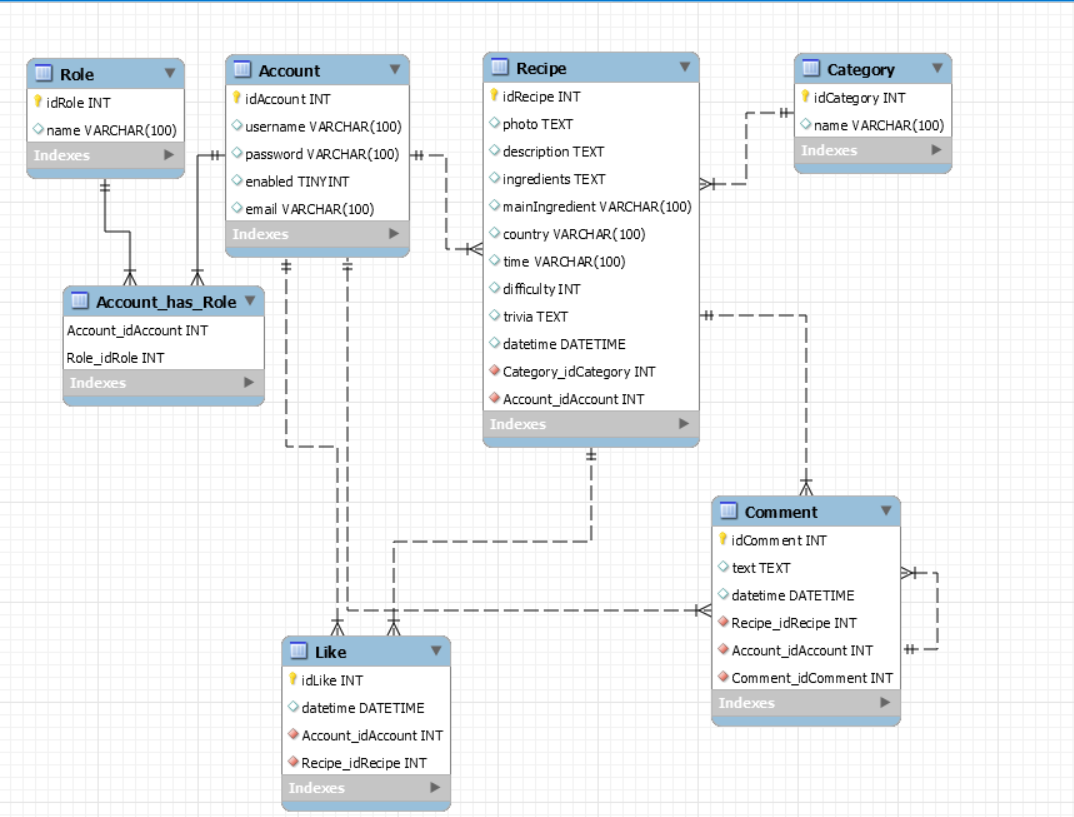 Role
idRole INT
name VARCHAR(100)
Indexes
Account
idAccount INT
username VARCHAR(100)
password VARCHAR(100)
enabled TINYINT
email VARCHAR(100)
Indexes
Recipe
idRecipe INT
photo TEXT
description TEXT
ingredients TEXT
mainIngredient VARCHAR(100)
country VARCHAR(100)
time VARCHAR(100)
difficulty INT
trivia TEXT
datetime DATETIME
Category_idCategory INT
Account_idAccount INT
Indexes
Category
idCategory INT
name VARCHAR(100)
Indexes
Account_has_Role
Account_idAccount INT
Role_idRole INT
Indexes
Comment
idComment INT
text TEXT
datetime DATETIME
Recipe_idRecipe INT
Account_idAccount INT
Comment_idComment INT
Indexes
Like
idLike INT
datetime DATETIME
Account_idAccount INT
Recipe_idRecipe INT
Indexes